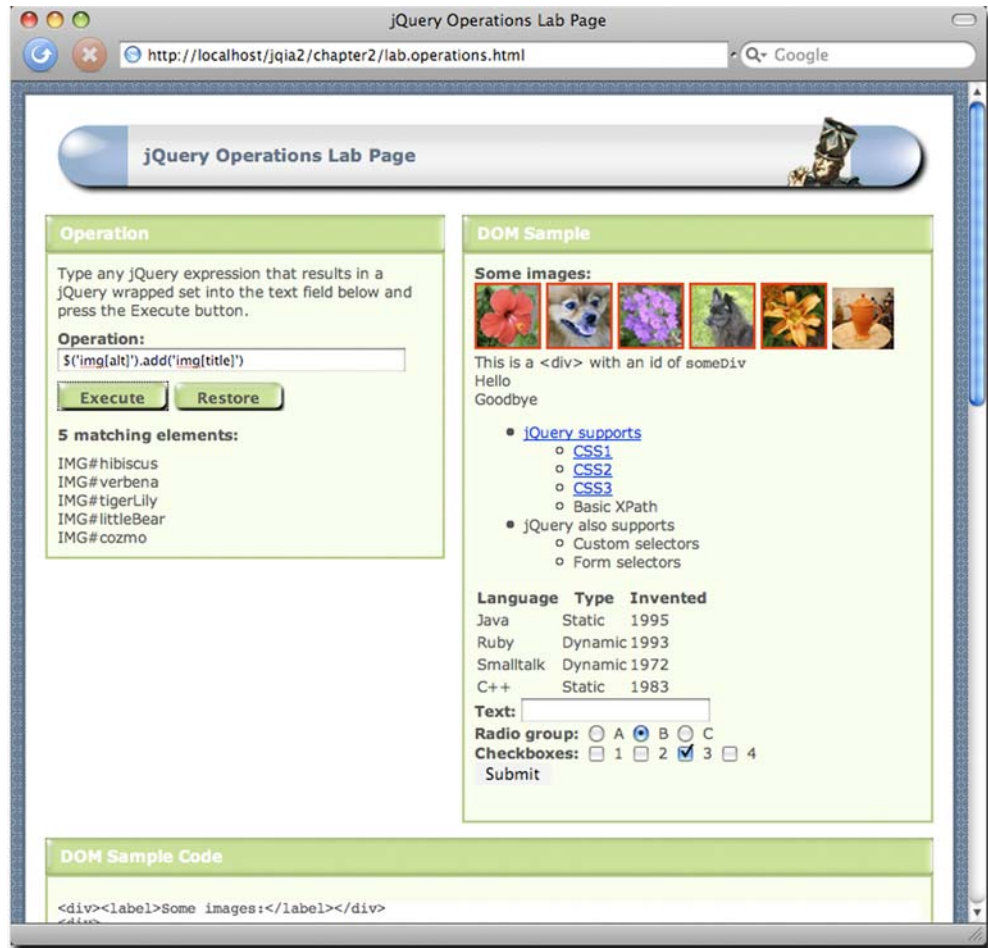 jQuery Operations Lab Page
http://localhost/jqia2/chapter2/lab.operations.html
Google
jQuery Operations Lab Page
Operation
Type any jQuery expression that results in a
jQuery wrapped set into the text field below and
press the Execute button.
Operation:
$('img[alt]').add('img[title]')
Execute Restore
5 matching elements:
IMG#hibiscus
IMG#verbena
IMG#tigerLily
IMG#littleBear
IMG#cozmo
DOM Sample
Some images:
This is a <div> with an id of someDiv
Hello
Goodbye
jQuery supports
CSS1
CSS2
CSS3
Basic XPath
jQuery also supports
Custom selectors
Form selectors
Language Type Invented
Java Static 1995
Ruby Dynamic 1993
Smalltalk Dynamic 1972
C++ Static 1983
Text:
Radio group: A B C
Checkboxes: 1 2 3 4
Submit
DOM Sample Code
<div><label>Some images:</label></div>
<div>